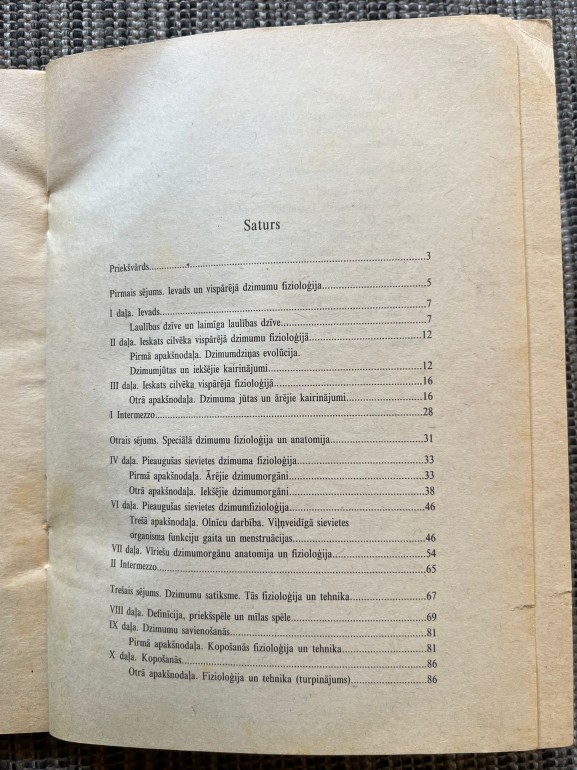 Saturs
Priekšvārds...3
Pirmais sējums. Ievads un vispārējā dzimumu fizioloģija...5
I daļa. Ievads...7
Laulības dzīve un laimīga laulības dzīve...7
II daļa. Ieskats cilvēka vispārējā dzimumu fizioloģijā...12
Pirmā apakšnodaļa. Dzimumdziņas evolūcija.
Dzimumjūtas un iekšējie kairinājumi...12
III daļa. Ieskats cilvēka vispārējā fizioloģijā...16
Otrā apakšnodaļa. Dzimuma jūtas un ārējie kairinājumi...16
I Intermezzo...28
Otrais sējums. Speciālā dzimumu fizioloģija un anatomija...31
IV daļa. Pieaugušas sievietes dzimuma fizioloģija...33
Pirmā apakšnodaļa. Ārējie dzimumorgāni...33
Otrā apakšnodaļa. Iekšējie dzimumorgāni...38
VI daļa. Pieaugušas sievietes dzimumfizioloģija...46
Trešā apakšnodaļa. Olnīcu darbība. Viļņveidīgā sievietes
organisma funkciju gaita un menstruācijas...46
VII daļa. Vīriešu dzimumorgānu anatomija un fizioloģija...54
II Intermezzo...65
Trešais sējums. Dzimumu satiksme. Tās fizioloģija un tehnika...67
VIII daļa. Definīcija, priekšspēle un mīlas spēle...69
IX daļa. Dzimumu savienošanās...81
Pirmā apakšnodaļa. Kopošanās fizioloģija un tehnika...81
X daļa. Kopošanās...86
Otrā apakšnodaļa. Fizioloģija un tehnika (turpinājums)...86